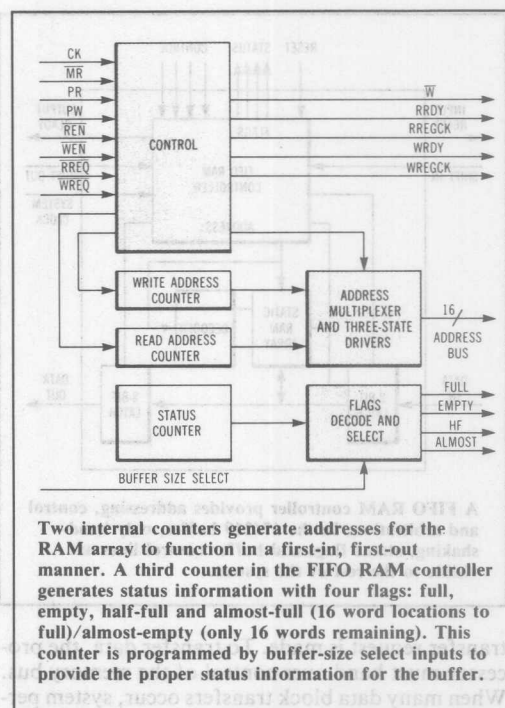 CK
M̅R̅
PR
PW
R̅E̅N̅
W̅E̅N̅
R̅R̅E̅Q̅
W̅R̅E̅Q̅
CONTROL
W̅
RRDY
RREGCK
WRDY
WREGCK
WRITE ADDRESS
COUNTER
READ ADDRESS
COUNTER
ADDRESS
MULTIPLEXER
AND THREE-STATE
DRIVERS
16
ADDRESS
BUS
STATUS
COUNTER
FLAGS
DECODE AND
SELECT
FULL
EMPTY
HF
ALMOST
BUFFER SIZE SELECT
Two internal counters generate addresses for the
RAM array to function in a first-in, first-out
manner. A third counter in the FIFO RAM controller
generates status information with four flags: full,
empty, half-full and almost-full (16 word locations to
full)/almost-empty (only 16 words remaining). This
counter is programmed by buffer-size select inputs to
provide the proper status information for the buffer.